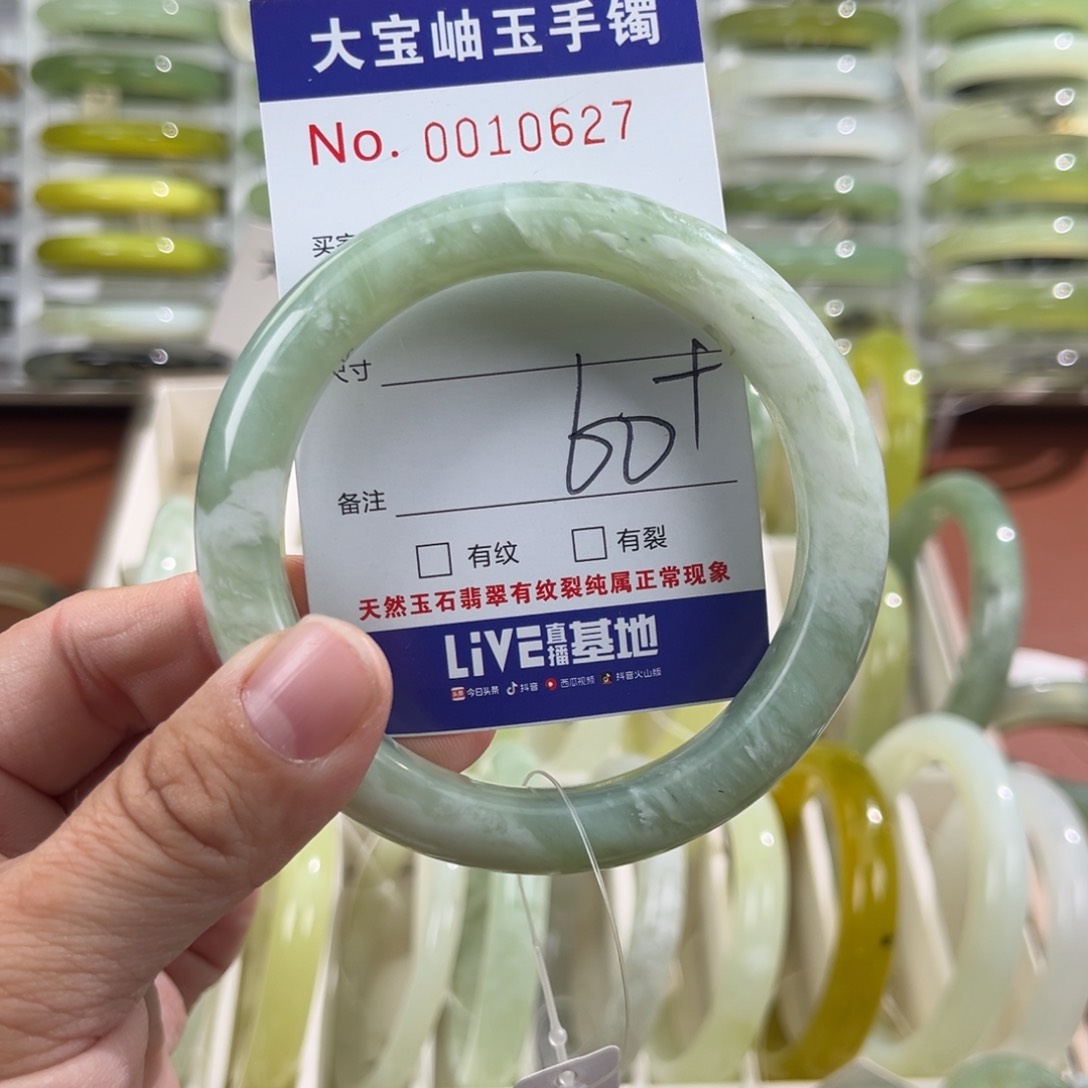 大宝岫玉手镯
No. 0010627
买
寸
60↑
备注
□ 有纹 □ 有裂
天然玉石翡翠有纹裂纯属正常现象
LiVE直播基地
今日头条 抖音 西瓜视频 抖音火山版